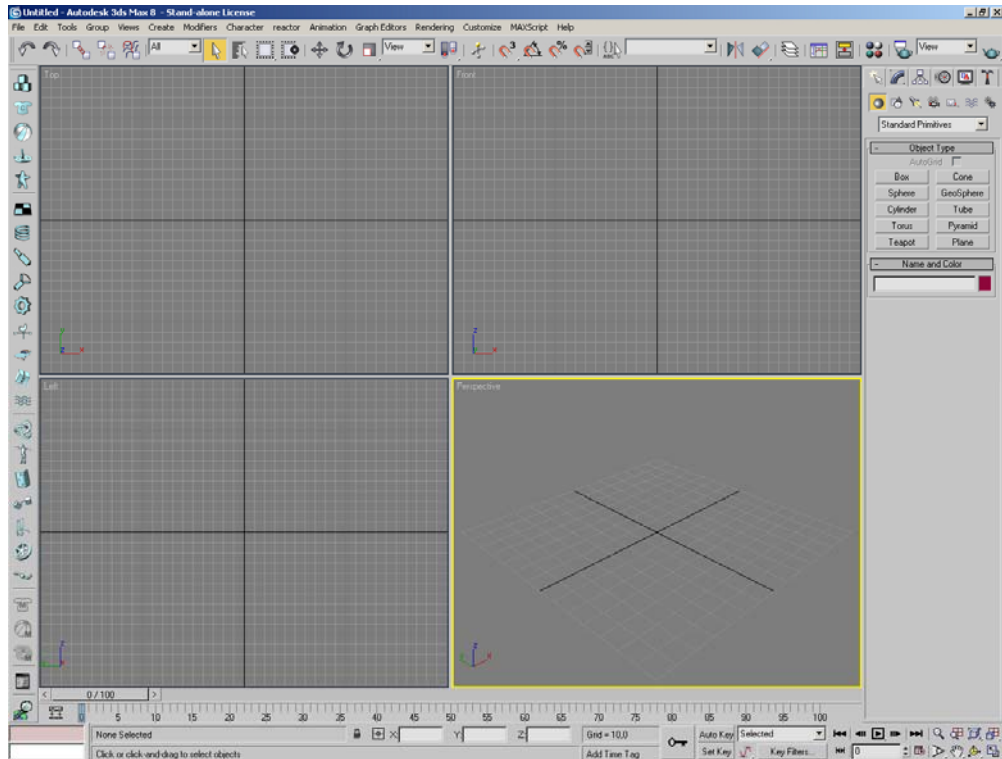 Untitled - Autodesk 3ds Max 8 - Stand-alone License
File Edit Tools Group Views Create Modifiers Character reactor Animation Graph Editors Rendering Customize MAXScript Help
All View View
Top Front
Standard Primitives
- Object Type
AutoGrid
Box Cone
Sphere GeoSphere
Cylinder Tube
Torus Pyramid
Teapot Plane
- Name and Color
Left Perspective
< 0 / 100 >
0 5 10 15 20 25 30 35 40 45 50 55 60 65 70 75 80 85 90 95 100
None Selected X: Y: Z: Grid = 10,0 Auto Key Selected
Click or click-and-drag to select objects Add Time Tag Set Key Key Filters... 0